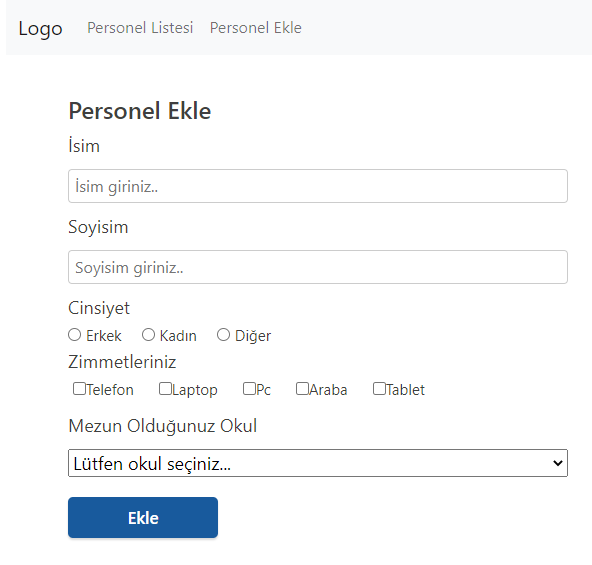 Logo Personel Listesi Personel Ekle
Personel Ekle
İsim
İsim giriniz..
Soyisim
Soyisim giriniz..
Cinsiyet
Erkek Kadın Diğer
Zimmetleriniz
Telefon Laptop Pc Araba Tablet
Mezun Olduğunuz Okul
Lütfen okul seçiniz...
Ekle